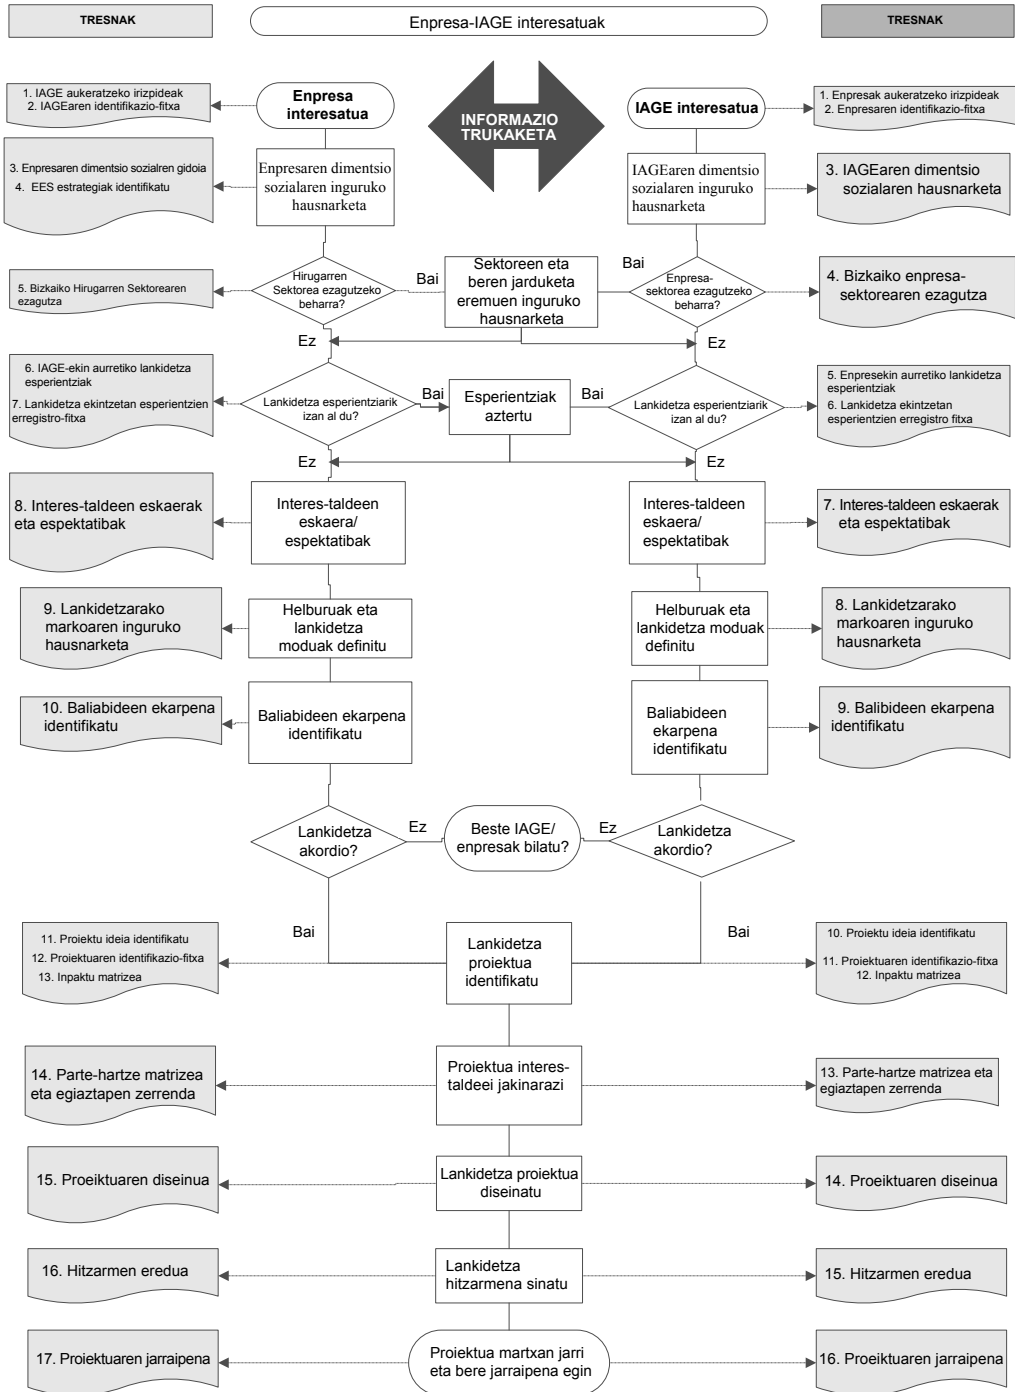 TRESNAK
Enpresa-IAGE interesatuak
TRESNAK
1. IAGE aukeratzeko irizpideak
2. IAGEaren identifikazio-fitxa
Enpresa
interesatua
INFORMAZIO
TRUKAKETA
IAGE interesatua
1. Enpresak aukeratzeko irizpideak
2. Enpresaren identifikazio-fitxa
3. Enpresaren dimentsio sozialren gidoia
4. EES estrategiak identifikatu
Enpresaren dimentsio
sozialaren inguruko
hausnarketa
IAGEaren dimentsio
sozialaren inguruko
hausnarketa
3. IAGEaren dimentsio
sozialaren hausnarketa
5. Bizkaiko Hirugarren Sektorearen
ezagutza
Hirugarren
Sektorea ezagutzeko
beharra?
Bai
Sektoreen eta
beren jarduketa
eremuen inguruko
hausnarketa
Bai
Enpresa-
sektorea ezagutzeko
beharra?
4. Bizkaiko enpresa-
sektorearen ezagutza
Ez
Ez
6. IAGE-ekin aurretiko lankidetza
esperientziak
7. Lankidetza ekintzetan esperientzien
erregistro-fitxa
Lankidetza esperientziarik
izan al du?
Bai
Esperientziak
aztertu
Bai
Lankidetza esperientziarik
izan al du?
5. Enpresekin aurretiko lankidetza
esperientziak
6. Lankidetza ekintzetan
esperientzien erregistro fitxa
Ez
Ez
8. Interes-taldeen eskaerak
eta espektatibak
Interes-taldeen
eskaera/
espektatibak
Interes-taldeen
eskaera/
espektatibak
7. Interes-taldeen eskaerak
eta espektatibak
9. Lankidetzarako
markoaren inguruko
hausnarketa
Helburuak eta
lankidetza
moduak definitu
Helburuak eta
lankidetza moduak
definitu
8. Lankidetzarako
markoaren inguruko
hausnarketa
10. Baliabideen ekarpena
identifikatu
Baliabideen ekarpena
identifikatu
Baliabideen
ekarpena
identifikatu
9. Balibideen ekarpena
identifikatu
Lankidetza
akordio?
Ez
Beste IAGE/
enpresak bilatu?
Ez
Lankidetza
akordio?
Bai
Bai
11. Proiektu ideia identifikatu
12. Proiektuaren identifikazio-fitxa
13. Inpaktu matrizea
Lankidetza
proiektua
identifikatu
10. Proiektu ideia identifikatu
11. Proiektuaren identifikazio-fitxa
12. Inpaktu matrizea
14. Parte-hartze matrizea
eta egiaztapen zerrenda
Proiektua interes-
taldeei jakinarazi
13. Parte-hartze matrizea eta
egiaztapen zerrenda
15. Proeiktuaren diseinua
Lankidetza proiektua
diseinatu
14. Proeiktuaren diseinua
16. Hitzarmen eredua
Lankidetza
hitzarmena sinatu
15. Hitzarmen eredua
17. Proiektuaren jarraipena
Proiektua martxan jarri
eta bere jarraipena egin
16. Proeiktuaren jarraipena